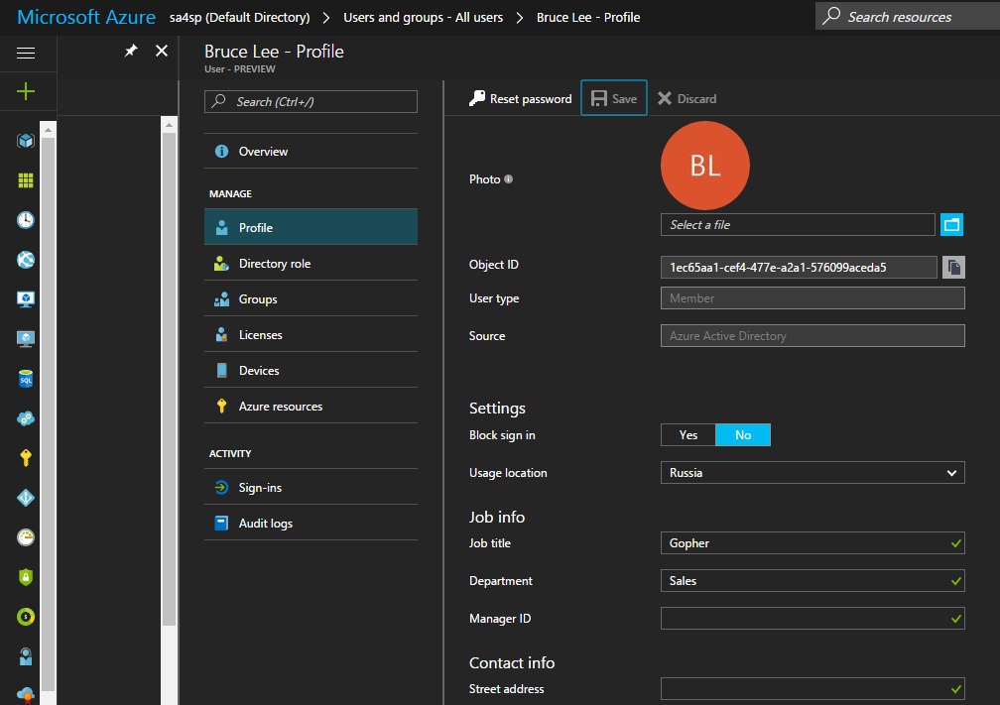 Microsoft Azure sa4sp (Default Directory) > Users and groups - All users > Bruce Lee - Profile
Search resources
Bruce Lee - Profile
User - PREVIEW
Search (Ctrl+/)
Overview
MANAGE
Profile
Directory role
Groups
Licenses
Devices
Azure resources
ACTIVITY
Sign-ins
Audit logs
Reset password Save Discard
Photo
BL
Select a file
Object ID 1ec65aa1-cef4-477e-a2a1-576099aceda5
User type Member
Source Azure Active Directory
Settings
Block sign in Yes No
Usage location Russia
Job info
Job title Gopher
Department Sales
Manager ID
Contact info
Street address
SQL